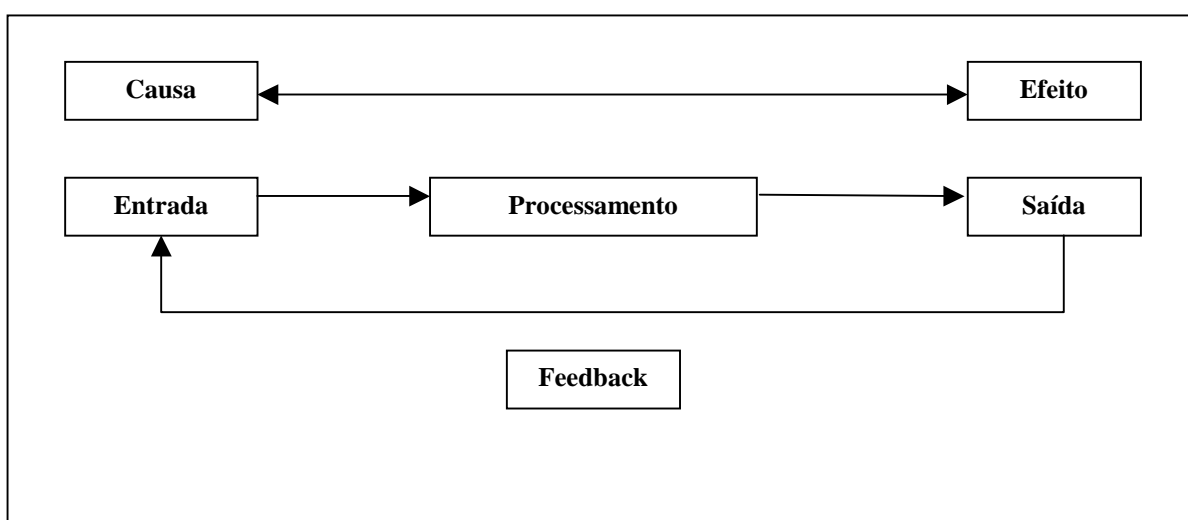 Causa
Efeito
Entrada
Processamento
Saída
Feedback